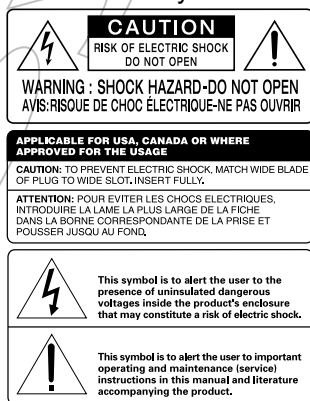 CAUTION
RISK OF ELECTRIC SHOCK
DO NOT OPEN
WARNING : SHOCK HAZARD-DO NOT OPEN
AVIS:RISOUE DE CHOC ÉLECTRIOUE-NE PAS OUVRIR
APPLICABLE FOR USA, CANADA OR WHERE
APPROVED FOR THE USAGE
CAUTION: TO PREVENT ELECTRIC SHOCK, MATCH WIDE BLADE
OF PLUG TO WIDE SLOT. INSERT FULLY.
ATTENTION: POUR EVITER LES CHOCS ELECTRIQUES,
INTRODUIRE LA LAME LA PLUS LARGE DE LA FICHE
DANS LA BORNE CORRESPONDANTE DE LA PRISE ET
POUSSER JUSQU AU FOND.
This symbol is to alert the user to the
presence of uninsulated dangerous
voltages inside the product's enclosure
that may constitute a risk of electric shock.
This symbol is to alert the user to important
operating and maintenance (service)
instructions in this manual and literature
accompanying the product.